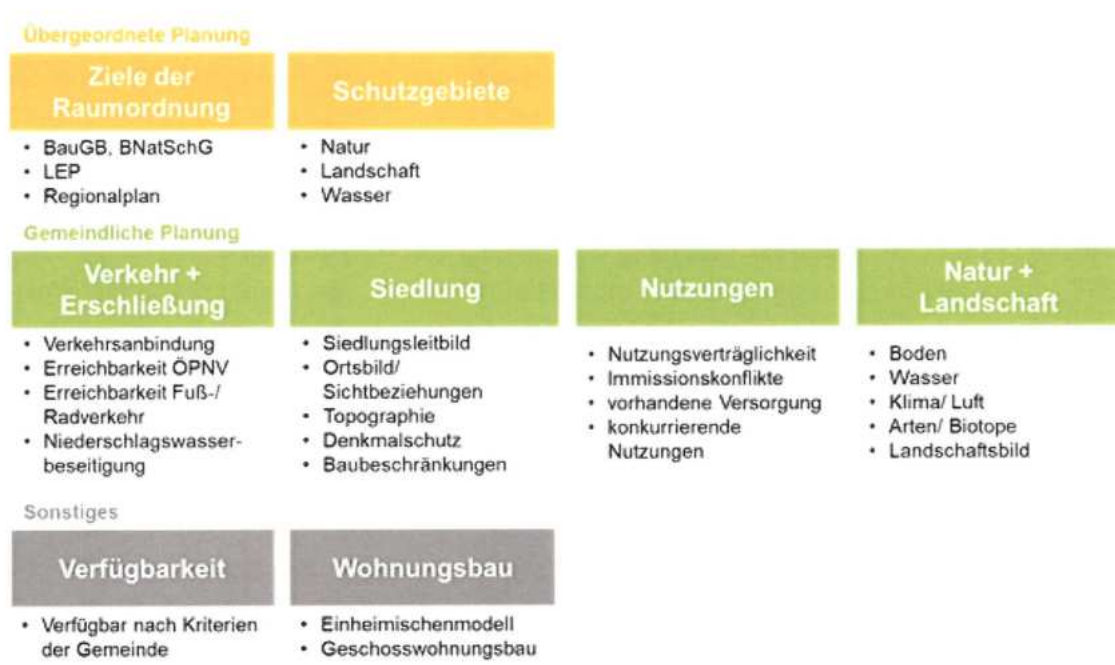 Übergeordnete Planung
Ziele der
Raumordnung
• BauGB, BNatSchG
• LEP
• Regionalplan
Schutzgebiete
• Natur
• Landschaft
• Wasser
Gemeindliche Planung
Verkehr +
Erschließung
• Verkehrsanbindung
• Erreichbarkeit ÖPNV
• Erreichbarkeit Fuß-/
Radverkehr
• Niederschlagswasser-
beseitigung
Siedlung
• Siedlungsleitbild
• Ortsbild/
Sichtbeziehungen
• Topographie
• Denkmalschutz
• Baubeschränkungen
Nutzungen
• Nutzungsverträglichkeit
• Immissionskonflikte
• vorhandene Versorgung
• konkurrierende
Nutzungen
Natur +
Landschaft
• Boden
• Wasser
• Klima/ Luft
• Arten/ Biotope
• Landschaftsbild
Sonstiges
Verfügbarkeit
• Verfügbar nach Kriterien
der Gemeinde
Wohnungsbau
• Einheimischenmodell
• Geschosswohnungsbau